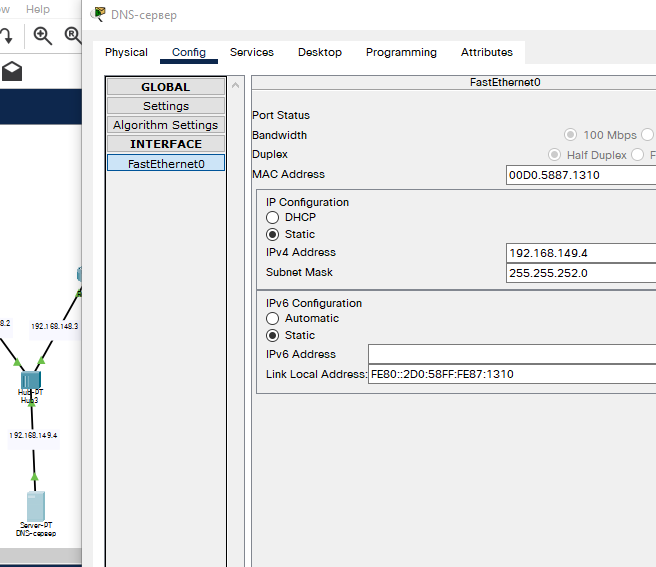 ew Help
DNS-сервер
Physical Config Services Desktop Programming Attributes
GLOBAL
Settings
Algorithm Settings
INTERFACE
FastEthernet0
FastEthernet0
Port Status
Bandwidth 100 Mbps
Duplex Half Duplex F
MAC Address 00D0.5887.1310
IP Configuration
DHCP
Static
IPv4 Address 192.168.149.4
Subnet Mask 255.255.252.0
IPv6 Configuration
Automatic
Static
IPv6 Address
Link Local Address: FE80::2D0:58FF:FE87:1310
8.2
192.168.148.3
Hub-PT
Hub3
192.168.149.4
Server-PT
DNS-сервер